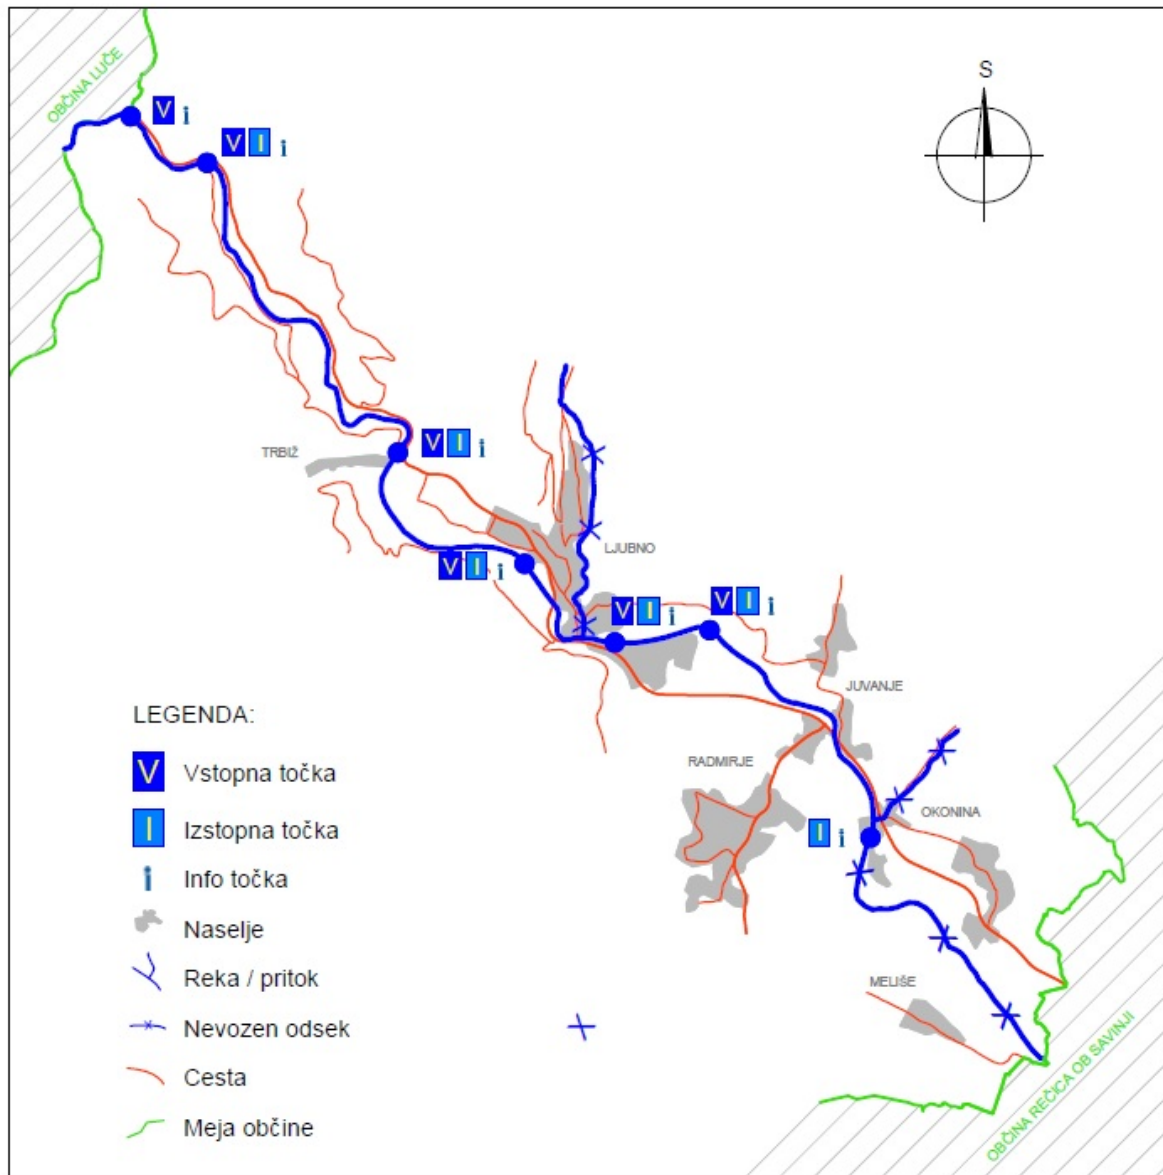 S
OBČINA LUČE
V i
V I i
TRBIŽ
V I i
LJUBNO
V I i
V I i
V I i
JUVANJE
RADMIRJE
OKONINA
I i
MELIŠE
OBČINA REČICA OB SAVINJI
LEGENDA:
V Vstopna točka
I Izstopna točka
i Info točka
Naselje
Reka / pritok
Nevozen odsek
Cesta
Meja občine